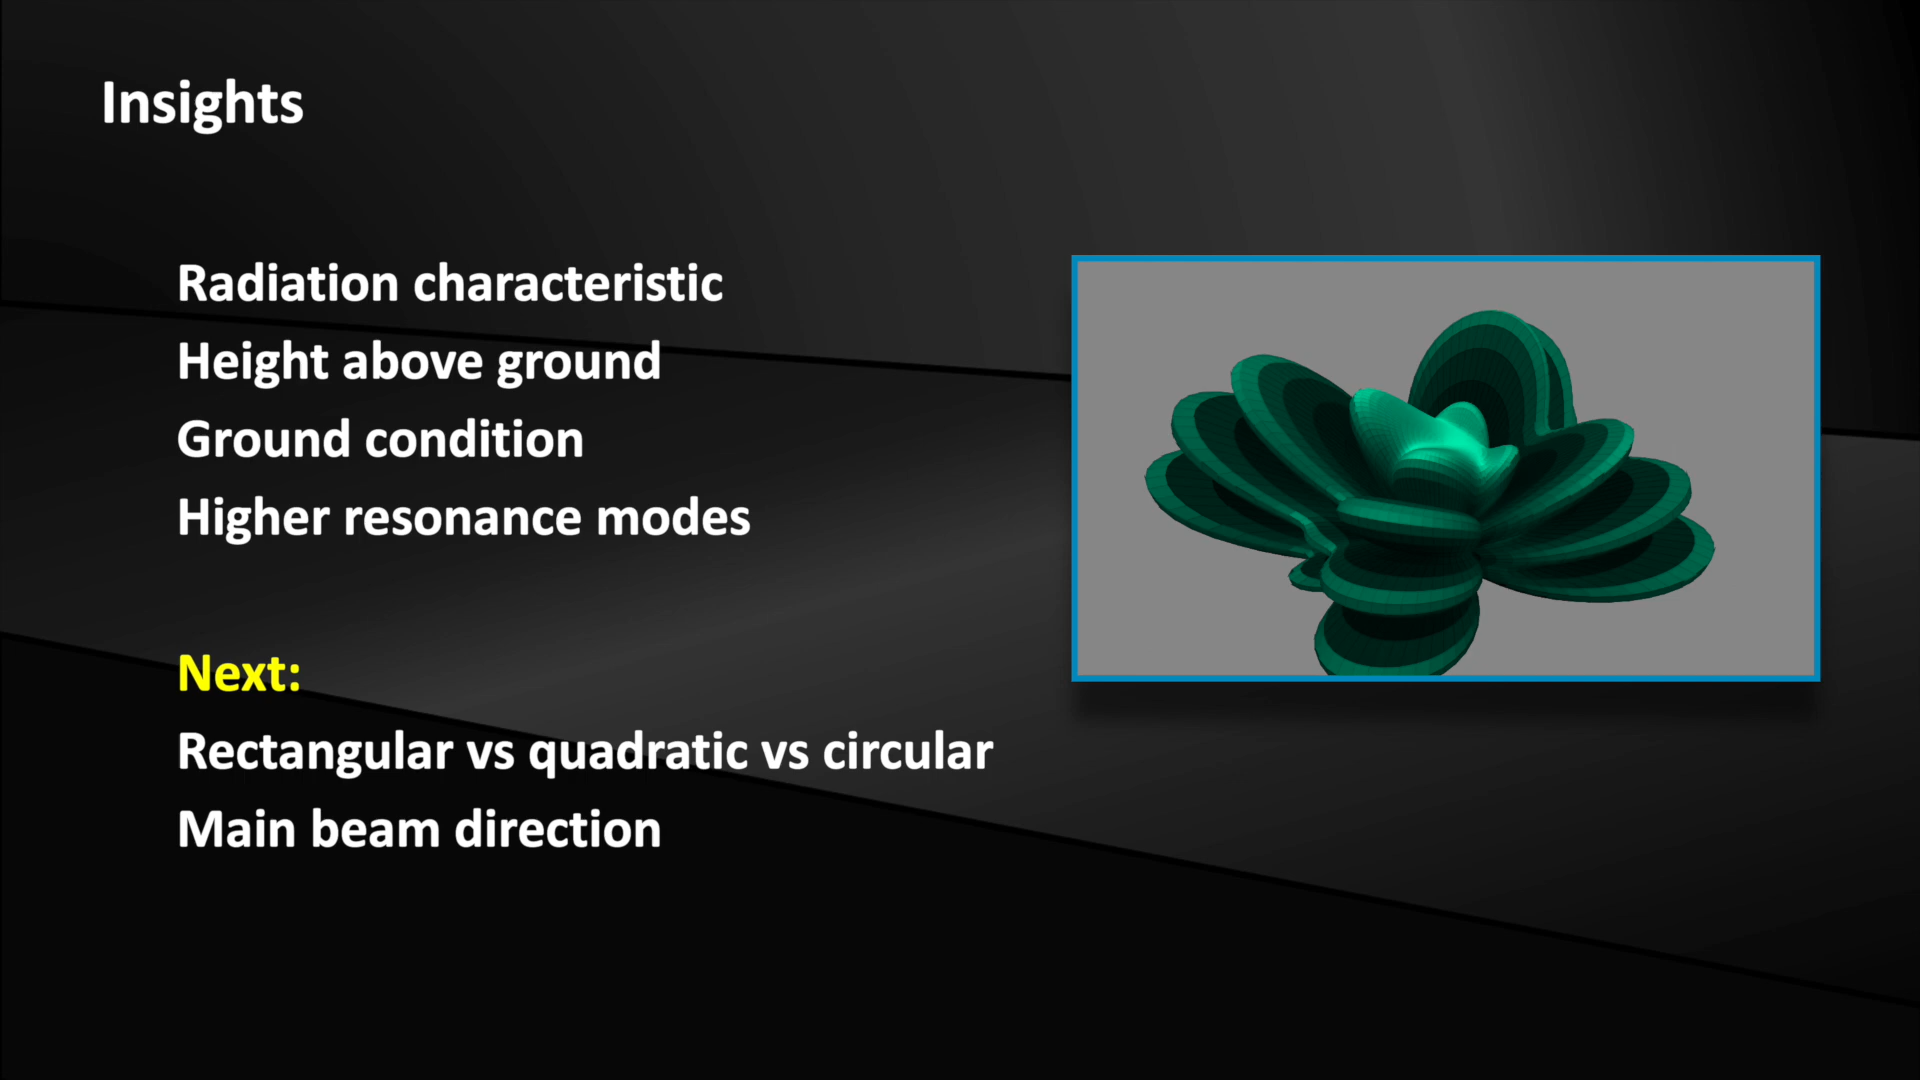 Insights
Radiation characteristic
Height above ground
Ground condition
Higher resonance modes
Next:
Rectangular vs quadratic vs circular
Main beam direction